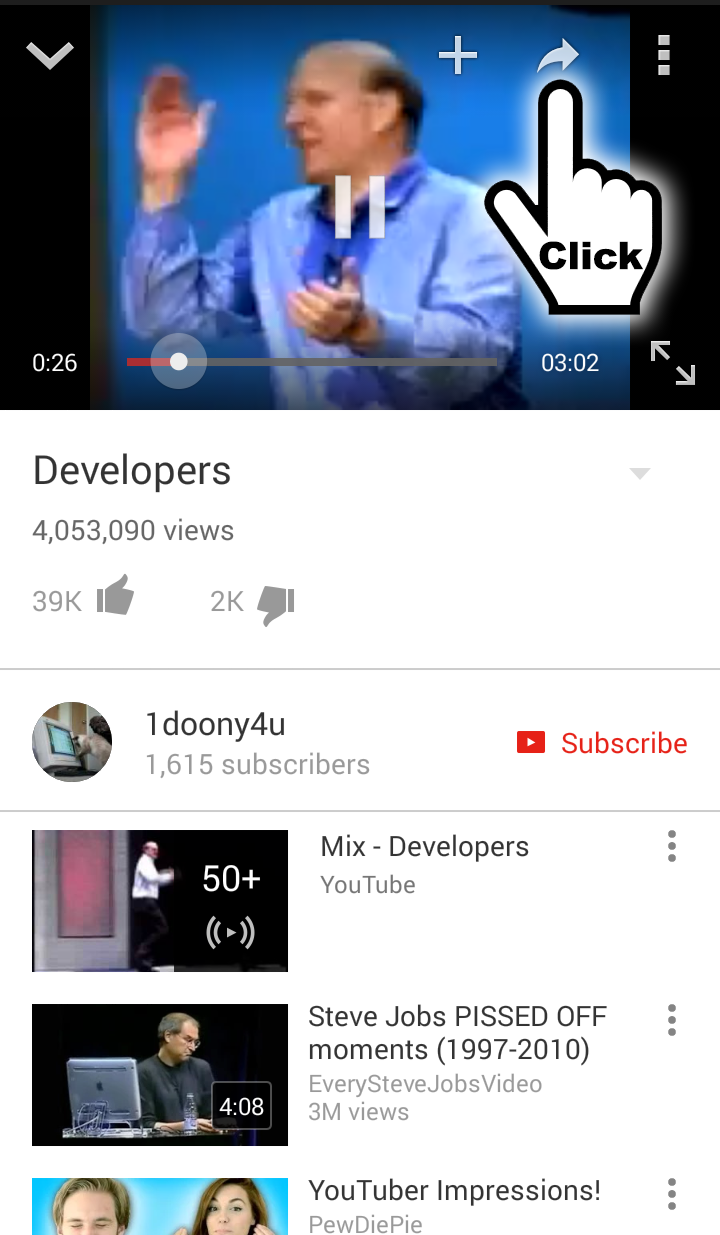 Click
0:26
03:02
Developers
4,053,090 views
39K
2K
1doony4u
1,615 subscribers
Subscribe
50+
Mix - Developers
YouTube
4:08
Steve Jobs PISSED OFF
moments (1997-2010)
EverySteveJobsVideo
3M views
YouTuber Impressions!
PewDiePie